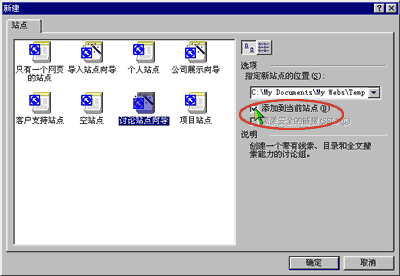 新建
站点
只有一个网页的站点
导入站点向导
个人站点
公司展示向导
客户支持站点
空站点
讨论站点向导
项目站点
选项
指定新站点的位置(S):
C:\My Documents\My Webs\Temp
添加到当前站点(D)
需要安全的链接(SSL)(C)
说明
创建一个带有线索、目录和全文搜索能力的讨论组。
确定
取消